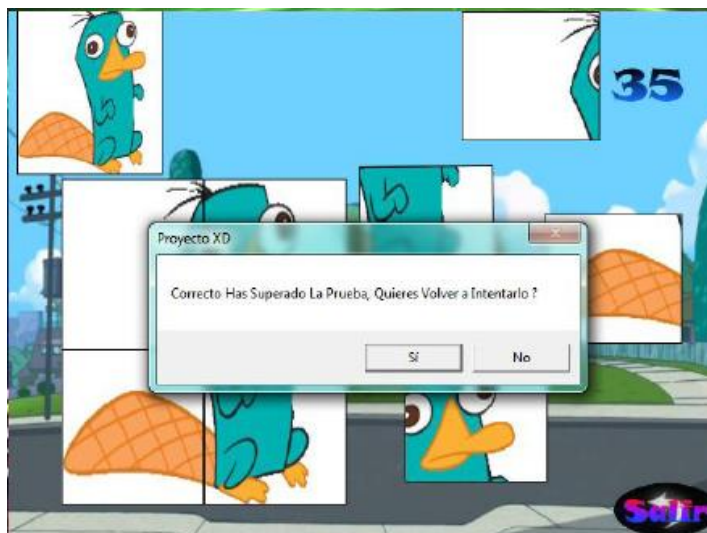 35
Proyecto XD
Correcto Has Superado La Prueba, Quieres Volver a Intentarlo ?
Sí
No
Salir